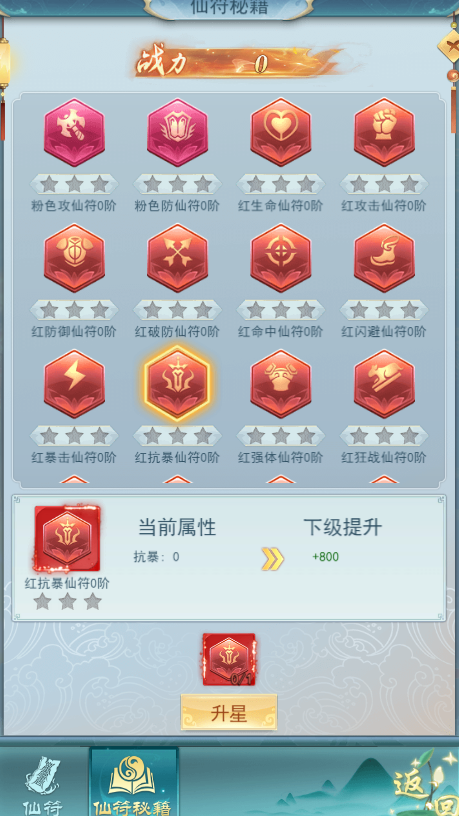 仙符秘籍
战力 0
粉色攻仙符0阶 粉色防仙符0阶 红生命仙符0阶 红攻击仙符0阶
红防御仙符0阶 红破防仙符0阶 红命中仙符0阶 红闪避仙符0阶
红暴击仙符0阶 红抗暴仙符0阶 红强体仙符0阶 红狂战仙符0阶
当前属性 下级提升
抗暴：0 +800
红抗暴仙符0阶
0/1
升星
仙符 仙符秘籍 返回